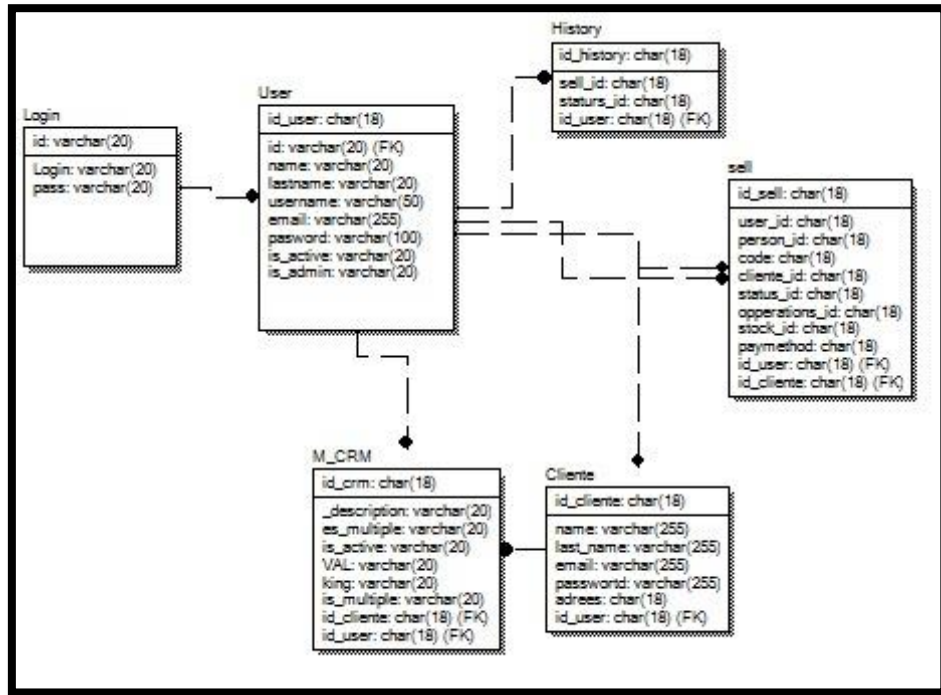 Login
id: varchar(20)
Login: varchar(20)
pass: varchar(20)
User
id_user: char(18)
id: varchar(20) (FK)
name: varchar(20)
lastname: varchar(20)
username: varchar(50)
email: varchar(255)
pasword: varchar(100)
is_active: varchar(20)
is_admin: varchar(20)
History
id_history: char(18)
sell_id: char(18)
staturs_id: char(18)
id_user: char(18) (FK)
sell
id_sell: char(18)
user_id: char(18)
person_id: char(18)
code: char(18)
cliente_id: char(18)
status_id: char(18)
opperations_id: char(18)
stock_id: char(18)
paymethod: char(18)
id_user: char(18) (FK)
id_cliente: char(18) (FK)
M_CRM
id_crm: char(18)
_description: varchar(20)
es_multiple: varchar(20)
is_active: varchar(20)
VAL: varchar(20)
king: varchar(20)
is_multiple: varchar(20)
id_cliente: char(18) (FK)
id_user: char(18) (FK)
Cliente
id_cliente: char(18)
name: varchar(255)
last_name: varchar(255)
email: varchar(255)
passwortd: varchar(255)
adrees: char(18)
id_user: char(18) (FK)